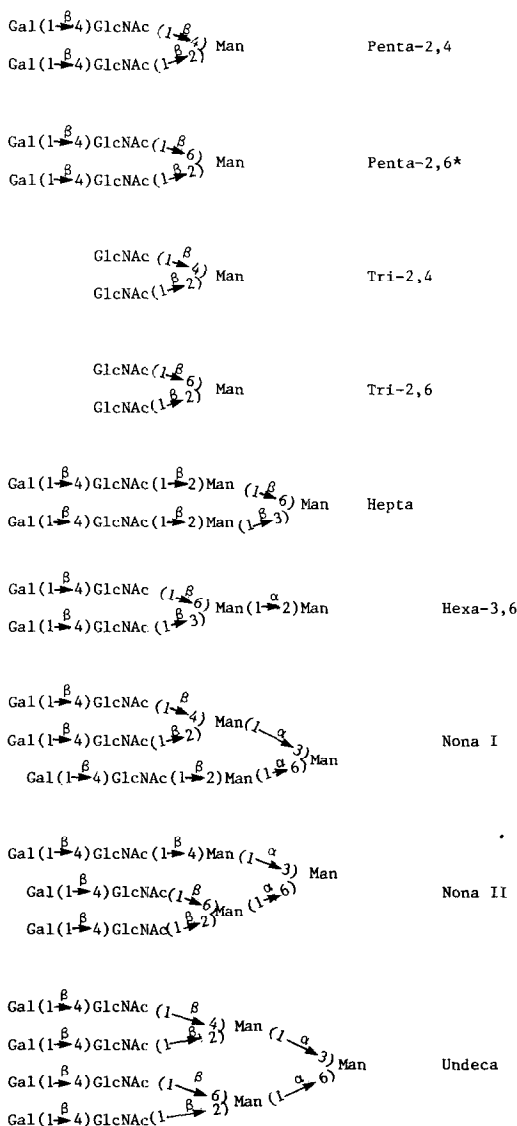 Gal(1→4)GlcNAc (1→4) β β
Man Penta-2,4
Gal(1→4)GlcNAc(1→2) β β
Gal(1→4)GlcNAc(1→6) β β
Man Penta-2,6*
Gal(1→4)GlcNAc(1→2) β β
GlcNAc (1→4) β
Man Tri-2,4
GlcNAc(1→2) β
GlcNAc(1→6) β
Man Tri-2,6
GlcNAc(1→2) β
Gal(1→4)GlcNAc(1→2)Man (1→6) β β β
Man Hepta
Gal(1→4)GlcNAc(1→2)Man(1→3) β β β
Gal(1→4)GlcNAc (1→6) β β
Man(1→2)Man α Hexa-3,6
Gal(1→4)GlcNAc (1→3) β β
Gal(1→4)GlcNAc (1→4) β β
Man(1→3) α
Gal(1→4)GlcNAc(1→2) β β
Man Nona I
Gal(1→4)GlcNAc(1→2)Man(1→6) β β α
Gal(1→4)GlcNAc(1→4)Man(1→3) β β α
Man
Gal(1→4)GlcNAc(1→6) β β
Man (1→6) α Nona II
Gal(1→4)GlcNAc(1→2) β β
Gal(1→4)GlcNAc (1→4) β β
Man (1→3) α
Gal(1→4)GlcNAc (1→2) β β
Man Undeca
Gal(1→4)GlcNAc (1→6) β β
Man (1→6) α
Gal(1→4)GlcNAc(1→2) β β